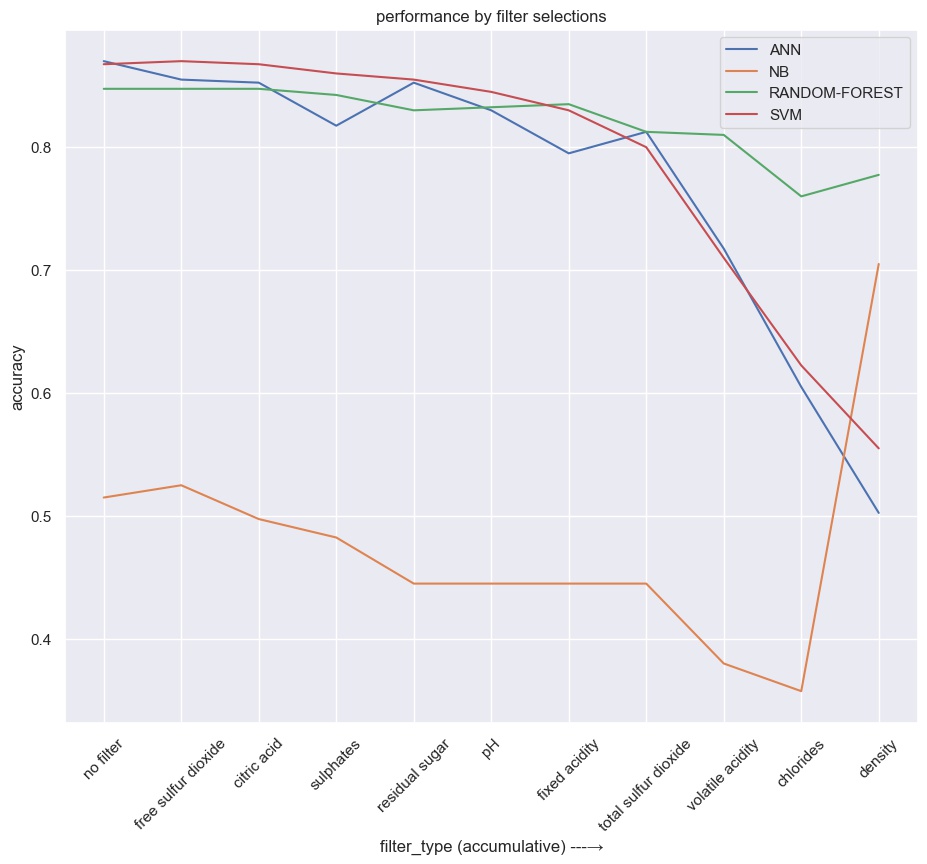 performance by filter selections
ANN
NB
RANDOM-FOREST
SVM
accuracy
0.8
0.7
0.6
0.5
0.4
no filter
free sulfur dioxide
citric acid
sulphates
residual sugar
pH
fixed acidity
total sulfur dioxide
volatile acidity
chlorides
density
filter_type (accumulative) ---→